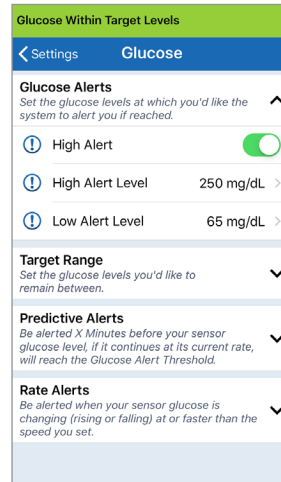 Glucose Within Target Levels
Settings Glucose
Glucose Alerts
Set the glucose levels at which you'd like the
system to alert you if reached.
High Alert
High Alert Level 250 mg/dL
Low Alert Level 65 mg/dL
Target Range
Set the glucose levels you'd like to
remain between.
Predictive Alerts
Be alerted X Minutes before your sensor
glucose level, if it continues at its current rate,
will reach the Glucose Alert Threshold.
Rate Alerts
Be alerted when your sensor glucose is
changing (rising or falling) at or faster than the
speed you set.